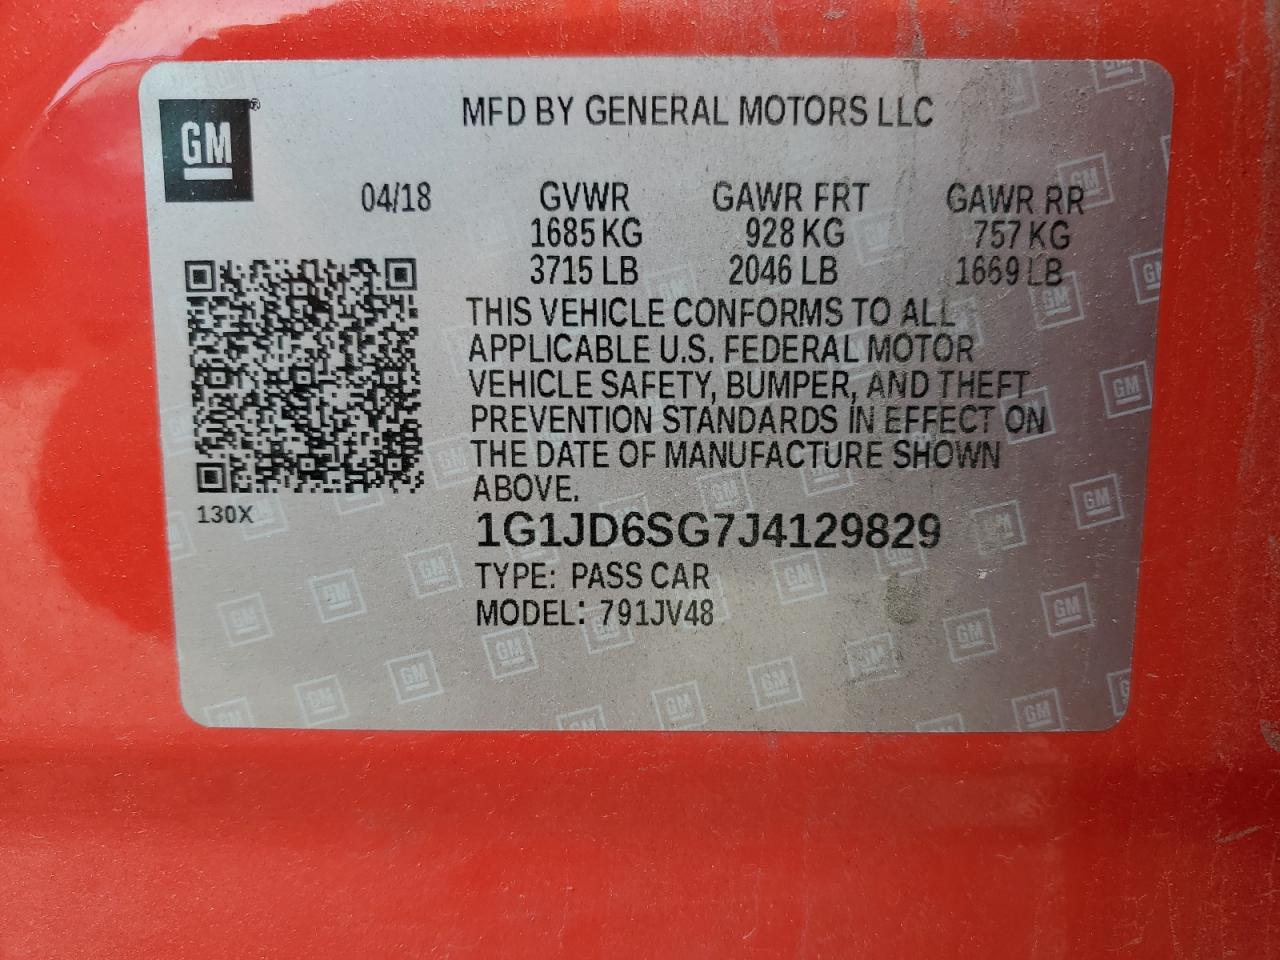 GM®
MFD BY GENERAL MOTORS LLC
04/18 GVWR GAWR FRT GAWR RR
1685 KG 928 KG 757 KG
3715 LB 2046 LB 1669 LB
THIS VEHICLE CONFORMS TO ALL
APPLICABLE U.S. FEDERAL MOTOR
VEHICLE SAFETY, BUMPER, AND THEFT
PREVENTION STANDARDS IN EFFECT ON
THE DATE OF MANUFACTURE SHOWN
ABOVE.
130X
1G1JD6SG7J4129829
TYPE: PASS CAR
MODEL: 791JV48